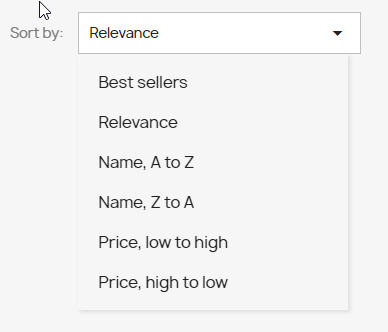 Sort by: Relevance
Best sellers
Relevance
Name, A to Z
Name, Z to A
Price, low to high
Price, high to low